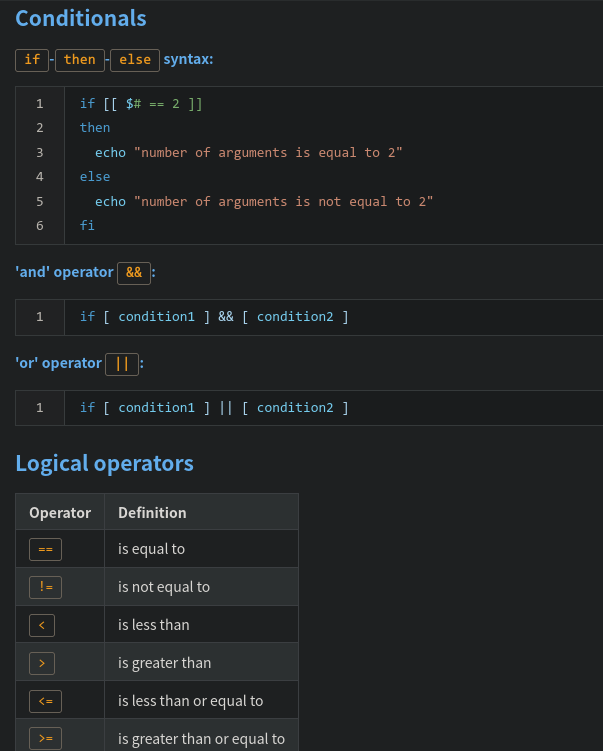 Conditionals
if-then-else syntax:
1 if [[ $# == 2 ]]
2 then
3 echo "number of arguments is equal to 2"
4 else
5 echo "number of arguments is not equal to 2"
6 fi
'and' operator &&:
1 if [ condition1 ] && [ condition2 ]
'or' operator ||:
1 if [ condition1 ] || [ condition2 ]
Logical operators
Operator Definition
== is equal to
!= is not equal to
< is less than
> is greater than
<= is less than or equal to
>= is greater than or equal to